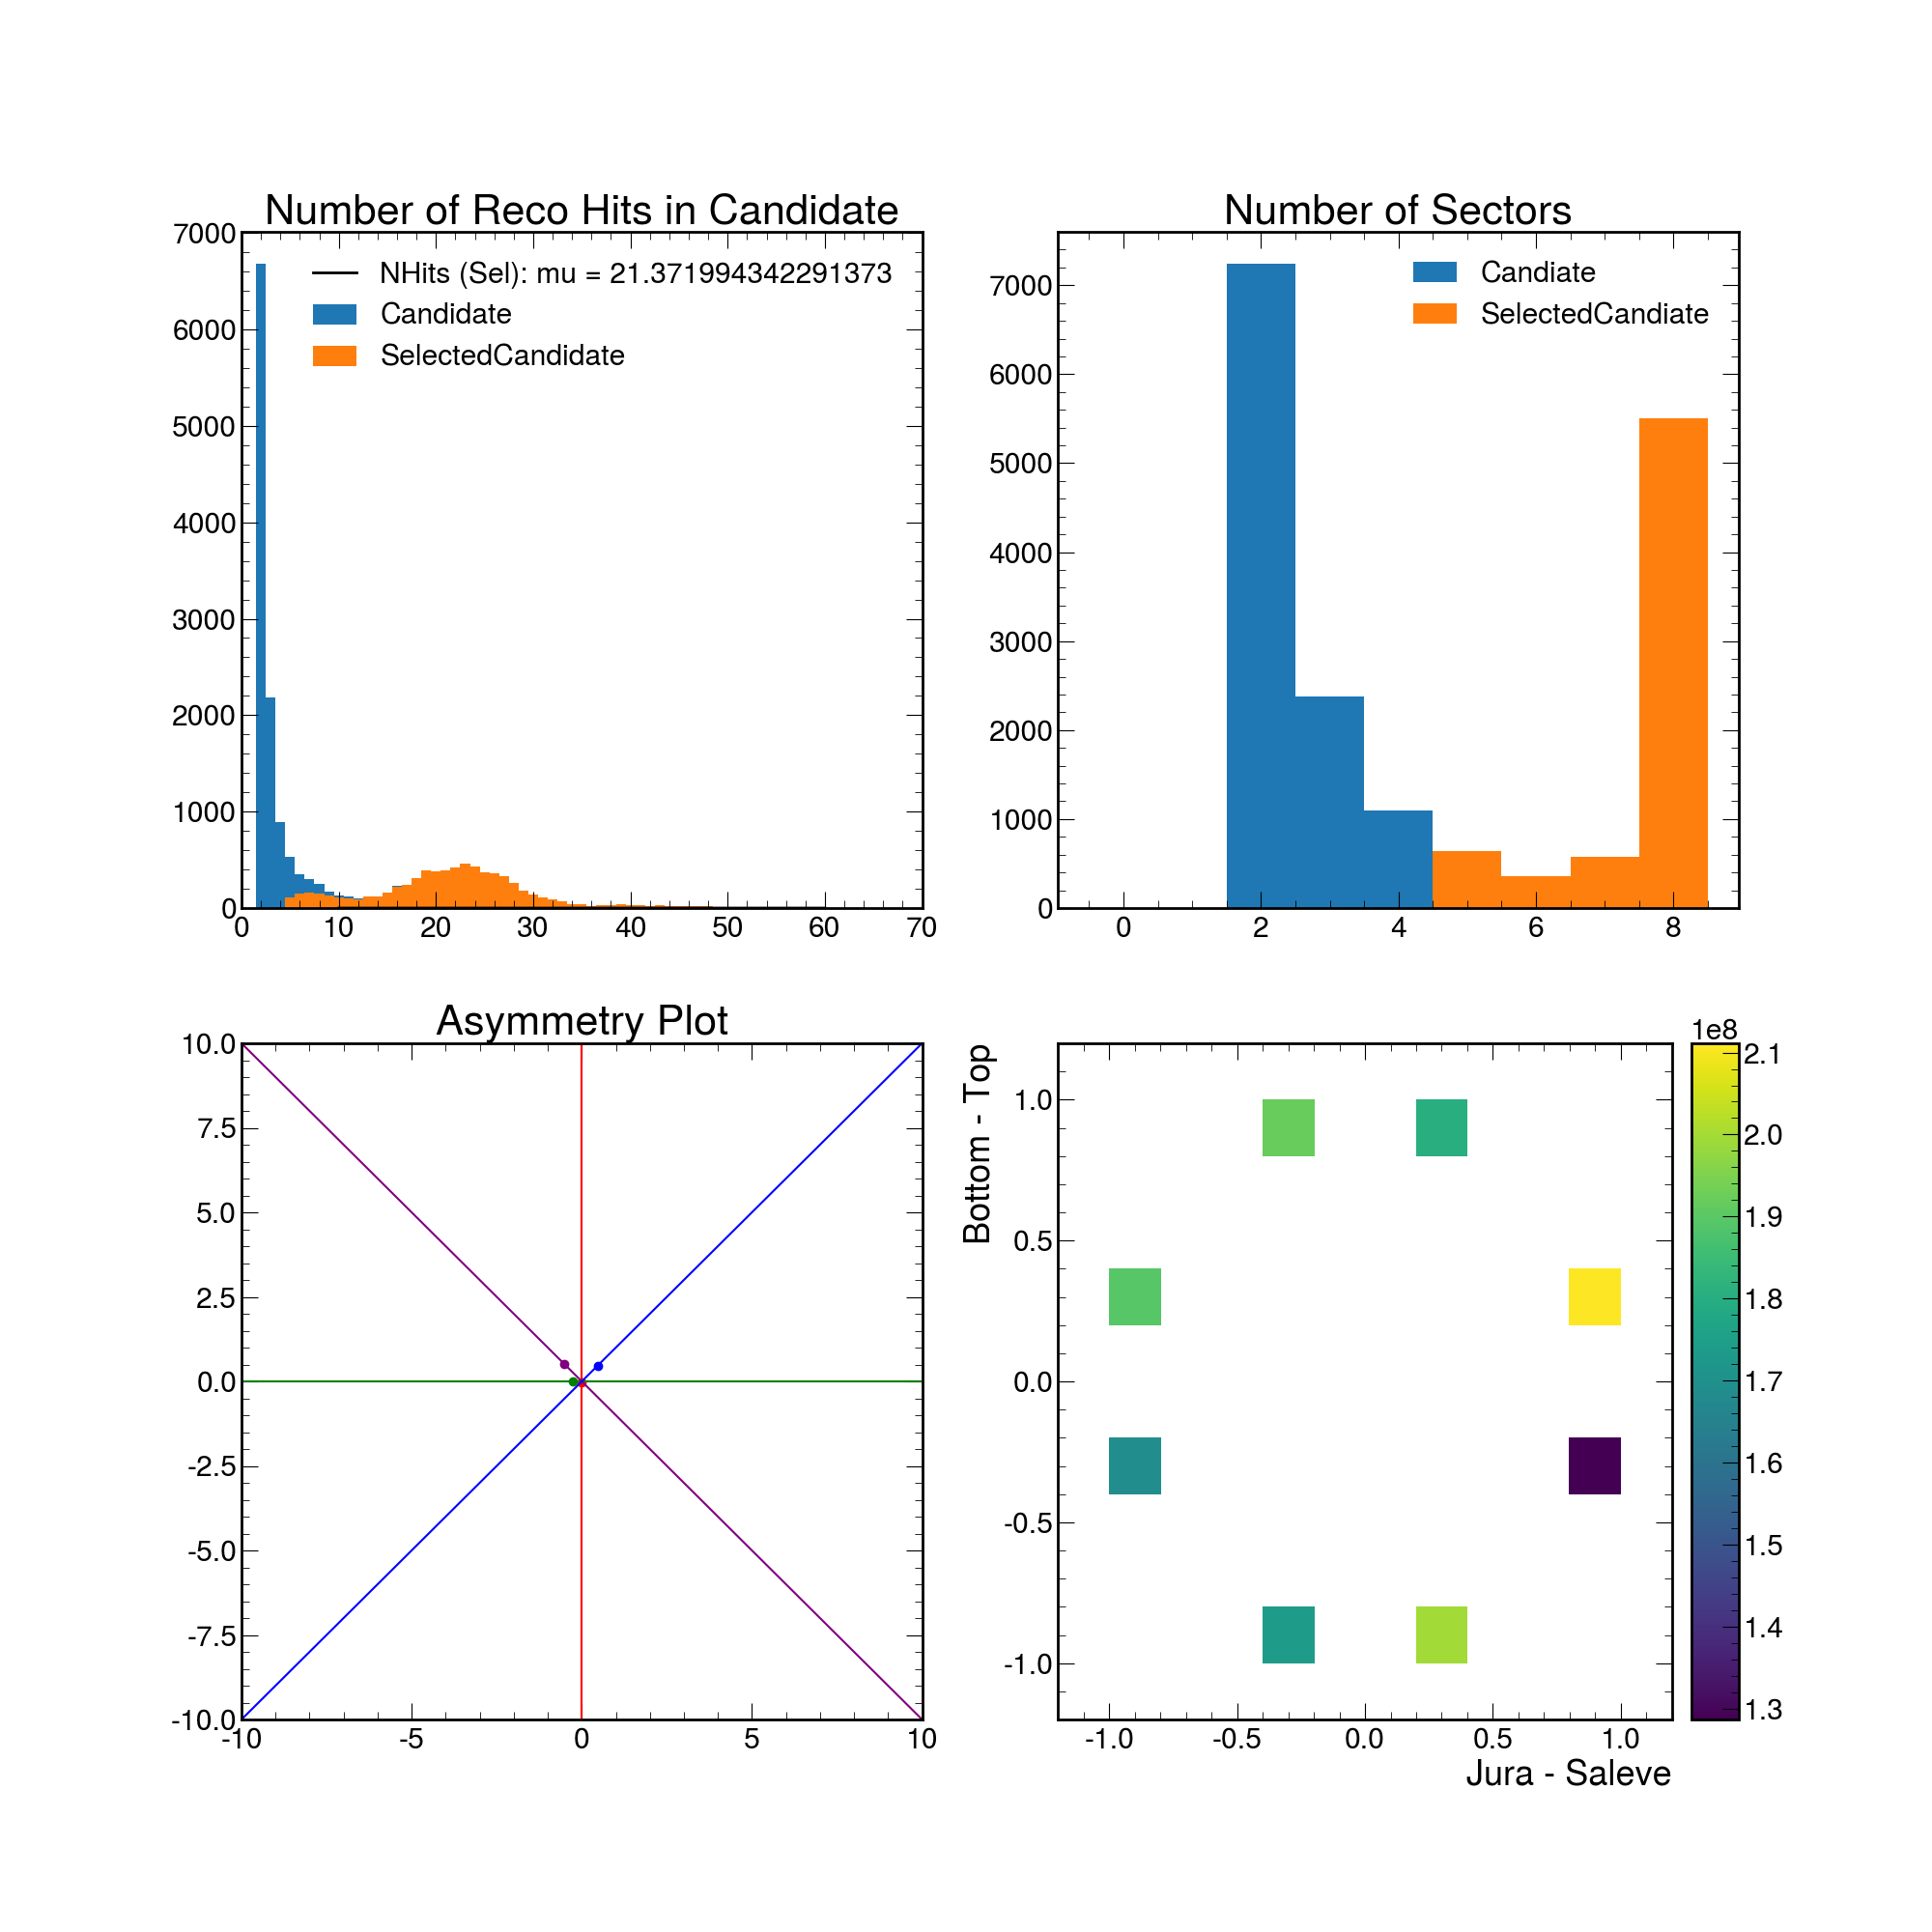 Number of Reco Hits in Candidate
7000
6000
5000
4000
3000
2000
1000
0
0 10 20 30 40 50 60 70
NHits (Sel): mu = 21.371994342291373
Candidate
SelectedCandidate
Number of Sectors
7000
6000
5000
4000
3000
2000
1000
0
0 2 4 6 8
Candiate
SelectedCandiate
Asymmetry Plot
10.0
7.5
5.0
2.5
0.0
-2.5
-5.0
-7.5
-10.0
-10 -5 0 5 10
Bottom - Top
1.0
0.5
0.0
-0.5
-1.0
-1.0 -0.5 0.0 0.5 1.0
Jura - Saleve
1e8
2.1
2.0
1.9
1.8
1.7
1.6
1.5
1.4
1.3